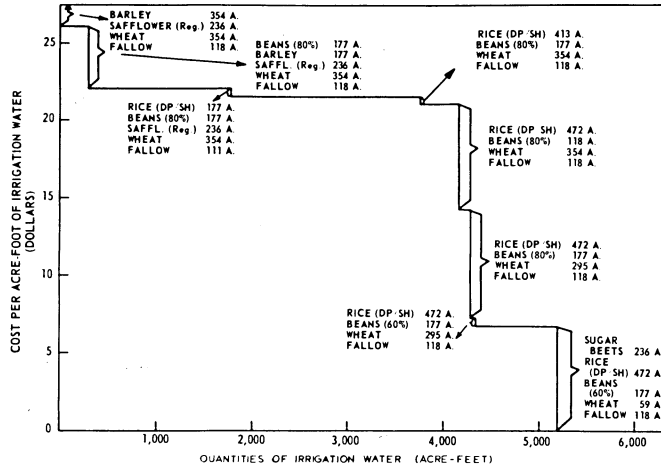 BARLEY 354 A.
SAFFLOWER (Reg.) 236 A.
WHEAT 354 A.
FALLOW 118 A.
BEANS (80%) 177 A.
BARLEY 177 A.
SAFFL. (Reg.) 236 A.
WHEAT 354 A.
FALLOW 118 A.
RICE (DP/SH) 413 A.
BEANS (80%) 177 A.
WHEAT 354 A.
FALLOW 118 A.
RICE (DP/SH) 177 A.
BEANS (80%) 177 A.
SAFFL. (Reg.) 236 A.
WHEAT 354 A.
FALLOW 111 A.
RICE (DP/SH) 472 A.
BEANS (80%) 118 A.
WHEAT 354 A.
FALLOW 118 A.
RICE (DP/SH) 472 A.
BEANS (80%) 177 A.
WHEAT 295 A.
FALLOW 118 A.
RICE (DP/SH) 472 A.
BEANS (60%) 177 A.
WHEAT 295 A.
FALLOW 118 A.
SUGAR
BEETS 236 A.
RICE
(DP/SH) 472 A.
BEANS
(60%) 177 A
WHEAT 59 A
FALLOW 118 A
COST PER ACRE-FOOT OF IRRIGATION WATER
(DOLLARS)
25
20
15
10
5
0
1,000
2,000
3,000
4,000
5,000
6,000
QUANTITIES OF IRRIGATION WATER (ACRE-FEET)